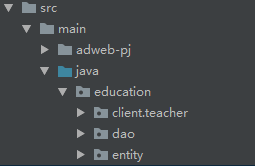 src
main
adweb-pj
java
education
client.teacher
dao
entity